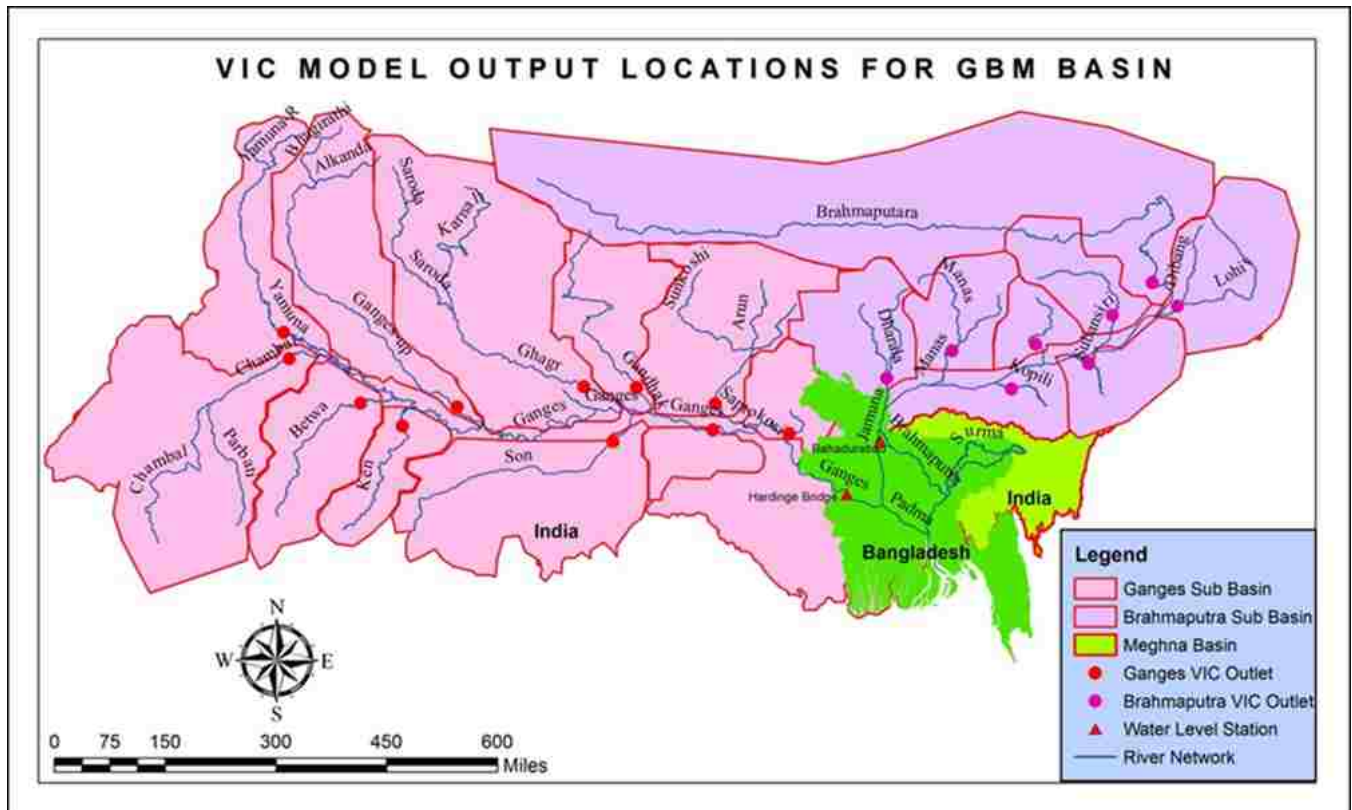 VIC MODEL OUTPUT LOCATIONS FOR GBM BASIN
Yamuna R
Bhagirathi
Alkanda
Saroda
Karnali
Saroda
Brahmaputara
Dibang
Lohit
Sunkoshi
Arun
Manas
Dharala
Manas
Subansiri
Kopili
Yamuna
Chambal
Ganges up
Ghagr
Ganges
Ganges
Ganges
Betwa
Ken
Son
Chambal
Parbati
Jamuna
Brahmaputra
Surma
Bahadurabad
Ganges
Hardinge Bridge
Padma
India
India
Bangladesh
N
W
E
S
0 75 150 300 450 600
Miles
Legend
Ganges Sub Basin
Brahmaputra Sub Basin
Meghna Basin
Ganges VIC Outlet
Brahmaputra VIC Outlet
Water Level Station
River Network